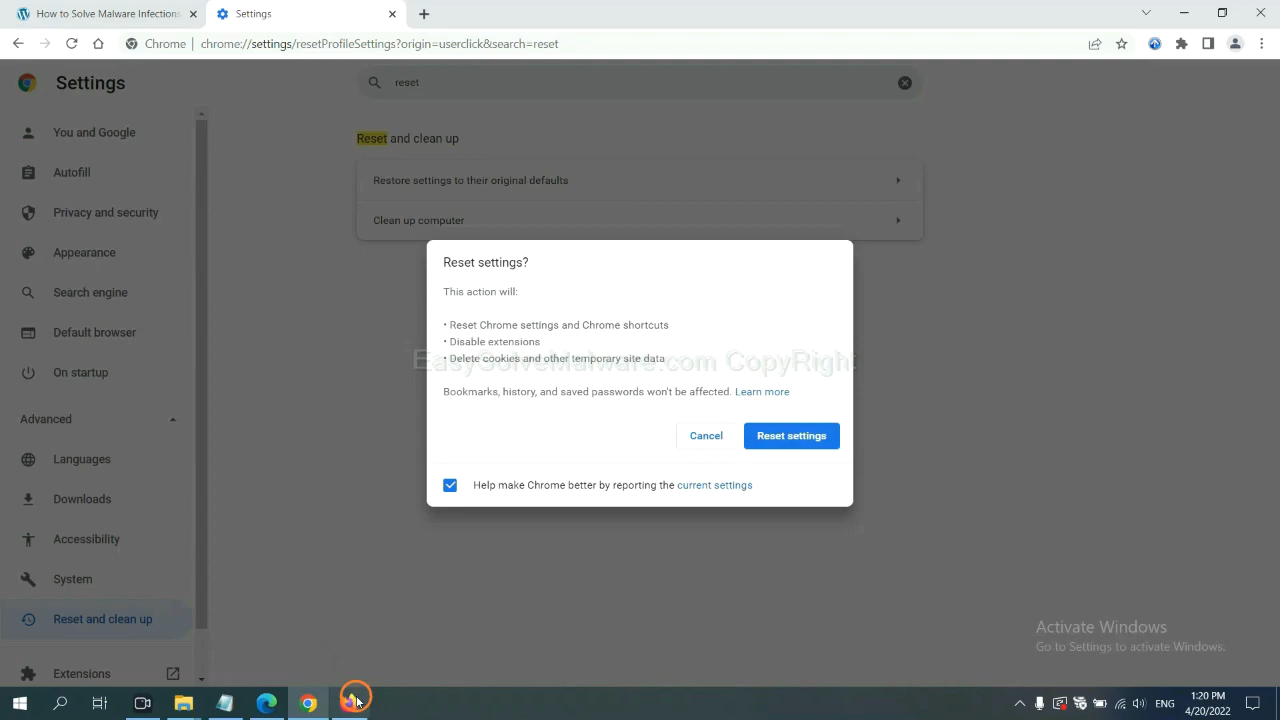 How to Solve Malware Infections
Settings
Chrome | chrome://settings/resetProfileSettings?origin=userclick&search=reset
Settings
reset
You and Google
Autofill
Privacy and security
Appearance
Search engine
Default browser
On startup
Advanced
Languages
Downloads
Accessibility
System
Reset and clean up
Extensions
Reset and clean up
Restore settings to their original defaults
Clean up computer
Reset settings?
This action will:
• Reset Chrome settings and Chrome shortcuts
• Disable extensions
• Delete cookies and other temporary site data
EasySolveMalware.com CopyRight
Bookmarks, history, and saved passwords won't be affected. Learn more
Cancel
Reset settings
Help make Chrome better by reporting the current settings
Activate Windows
Go to Settings to activate Windows.
ENG
1:20 PM
4/20/2022